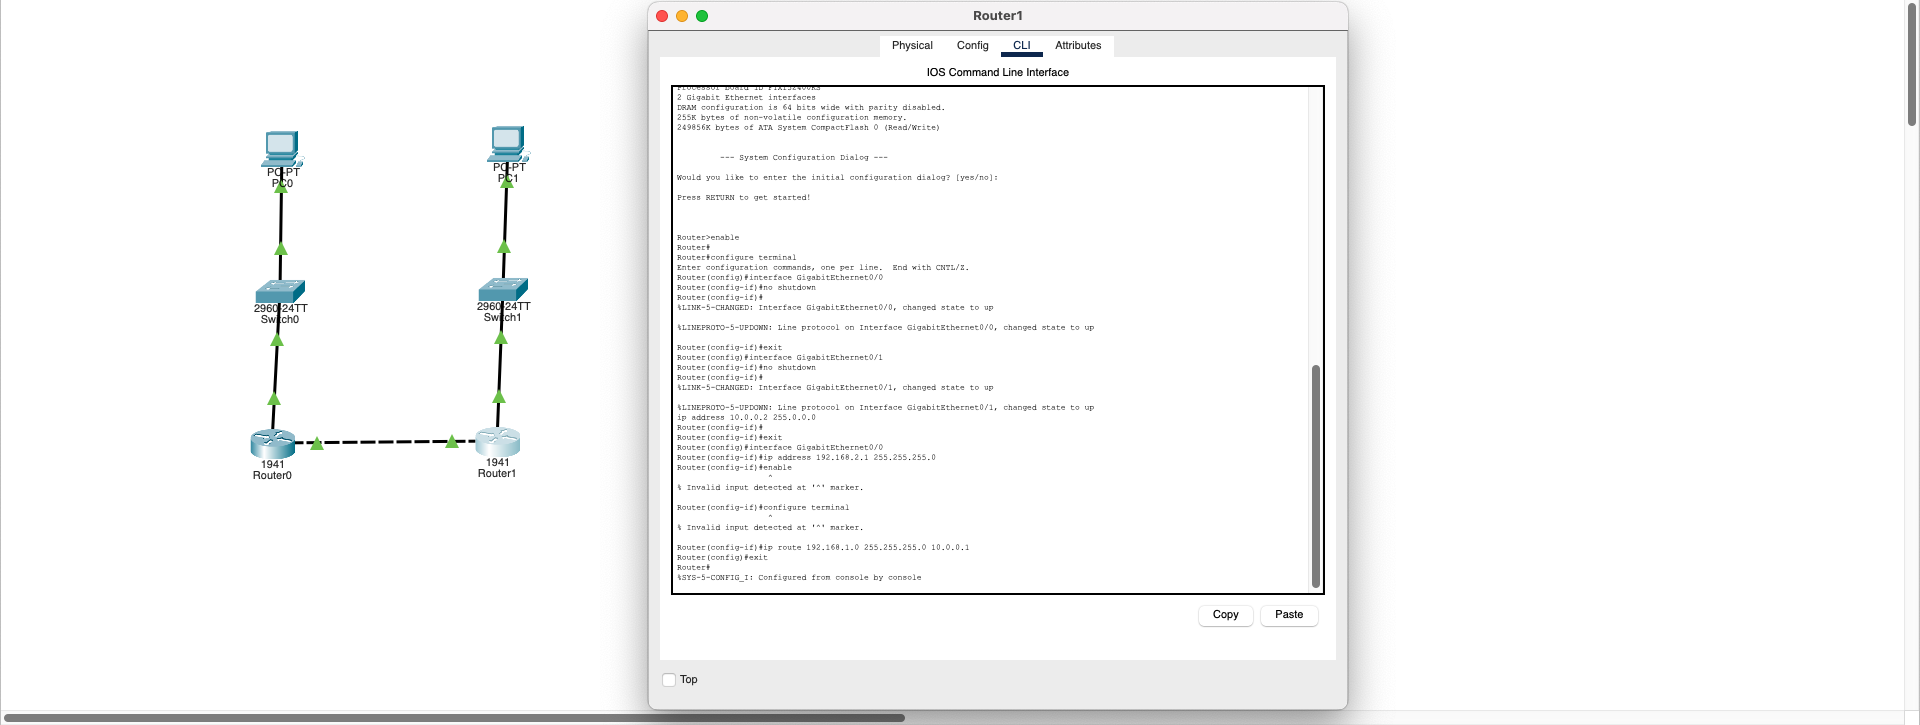 Router1
Physical Config CLI Attributes
IOS Command Line Interface
Processor board ID FTX152400KS
2 Gigabit Ethernet interfaces
DRAM configuration is 64 bits wide with parity disabled.
255K bytes of non-volatile configuration memory.
249856K bytes of ATA System CompactFlash 0 (Read/Write)
--- System Configuration Dialog ---
Would you like to enter the initial configuration dialog? [yes/no]:
Press RETURN to get started!
Router>enable
Router#
Router#configure terminal
Enter configuration commands, one per line.  End with CNTL/Z.
Router(config)#interface GigabitEthernet0/0
Router(config-if)#no shutdown
Router(config-if)#
%LINK-5-CHANGED: Interface GigabitEthernet0/0, changed state to up
%LINEPROTO-5-UPDOWN: Line protocol on Interface GigabitEthernet0/0, changed state to up
Router(config-if)#exit
Router(config)#interface GigabitEthernet0/1
Router(config-if)#no shutdown
Router(config-if)#
%LINK-5-CHANGED: Interface GigabitEthernet0/1, changed state to up
%LINEPROTO-5-UPDOWN: Line protocol on Interface GigabitEthernet0/1, changed state to up
ip address 10.0.0.2 255.0.0.0
Router(config-if)#
Router(config-if)#exit
Router(config)#interface GigabitEthernet0/0
Router(config-if)#ip address 192.168.2.1 255.255.255.0
Router(config-if)#enable
^
% Invalid input detected at '^' marker.
Router(config-if)#configure terminal
^
% Invalid input detected at '^' marker.
Router(config-if)#ip route 192.168.1.0 255.255.255.0 10.0.0.1
Router(config)#exit
Router#
%SYS-5-CONFIG_I: Configured from console by console
Copy Paste
Top
PC-PT
PC0
PC-PT
PC1
2960-24TT
Switch0
2960-24TT
Switch1
1941
Router0
1941
Router1